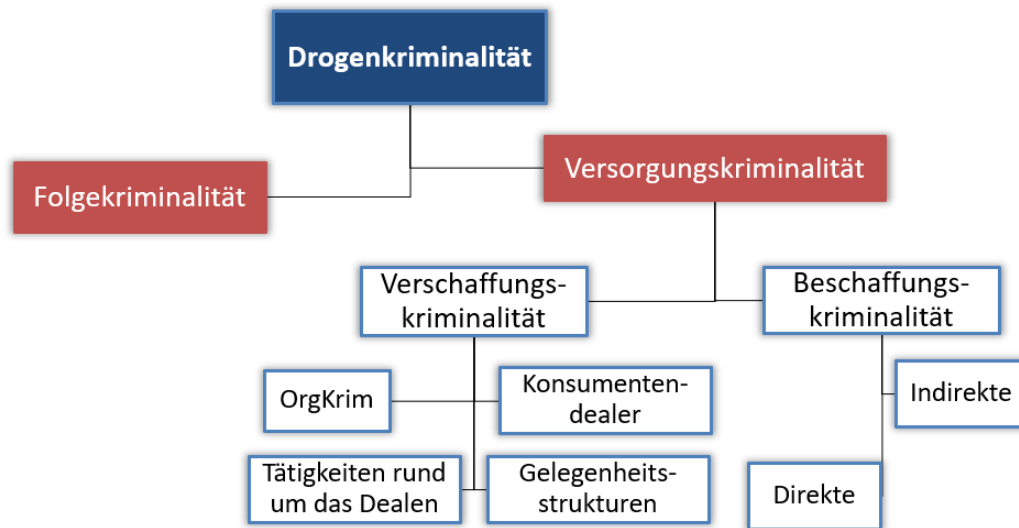 Drogenkriminalität
Folgekriminalität
Versorgungskriminalität
Verschaffungs-
kriminalität
Beschaffungs-
kriminalität
OrgKrim
Konsumenten-
dealer
Indirekte
Tätigkeiten rund
um das Dealen
Gelegenheits-
strukturen
Direkte